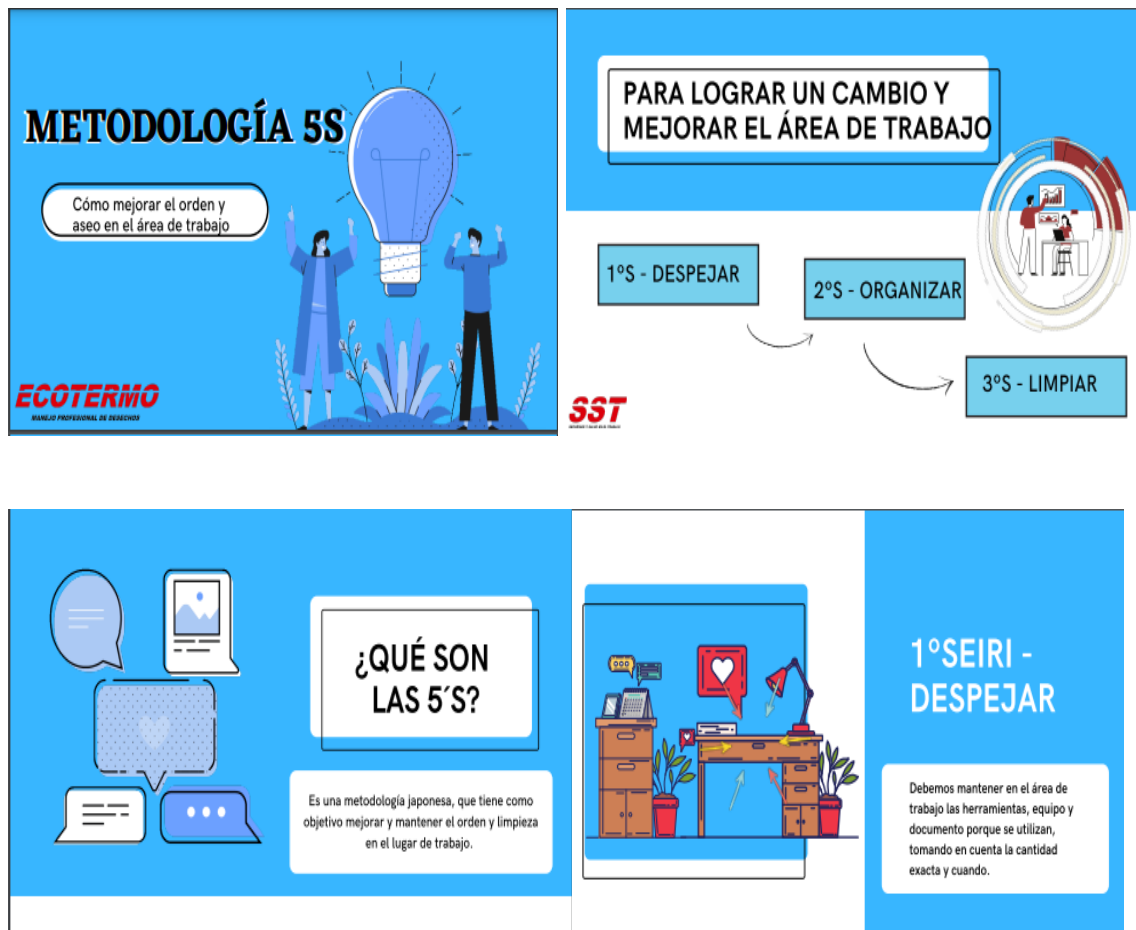 METODOLOGÍA 5S
Cómo mejorar el orden y
aseo en el área de trabajo
ECOTERMO
MANEJO PROFESIONAL DE DESECHOS
PARA LOGRAR UN CAMBIO Y
MEJORAR EL ÁREA DE TRABAJO
1ºS - DESPEJAR
2ºS - ORGANIZAR
3ºS - LIMPIAR
SST
¿QUÉ SON
LAS 5´S?
Es una metodología japonesa, que tiene como
objetivo mejorar y mantener el orden y limpieza
en el lugar de trabajo.
1ºSEIRI -
DESPEJAR
Debemos mantener en el área de
trabajo las herramientas, equipo y
documento porque se utilizan,
tomando en cuenta la cantidad
exacta y cuando.